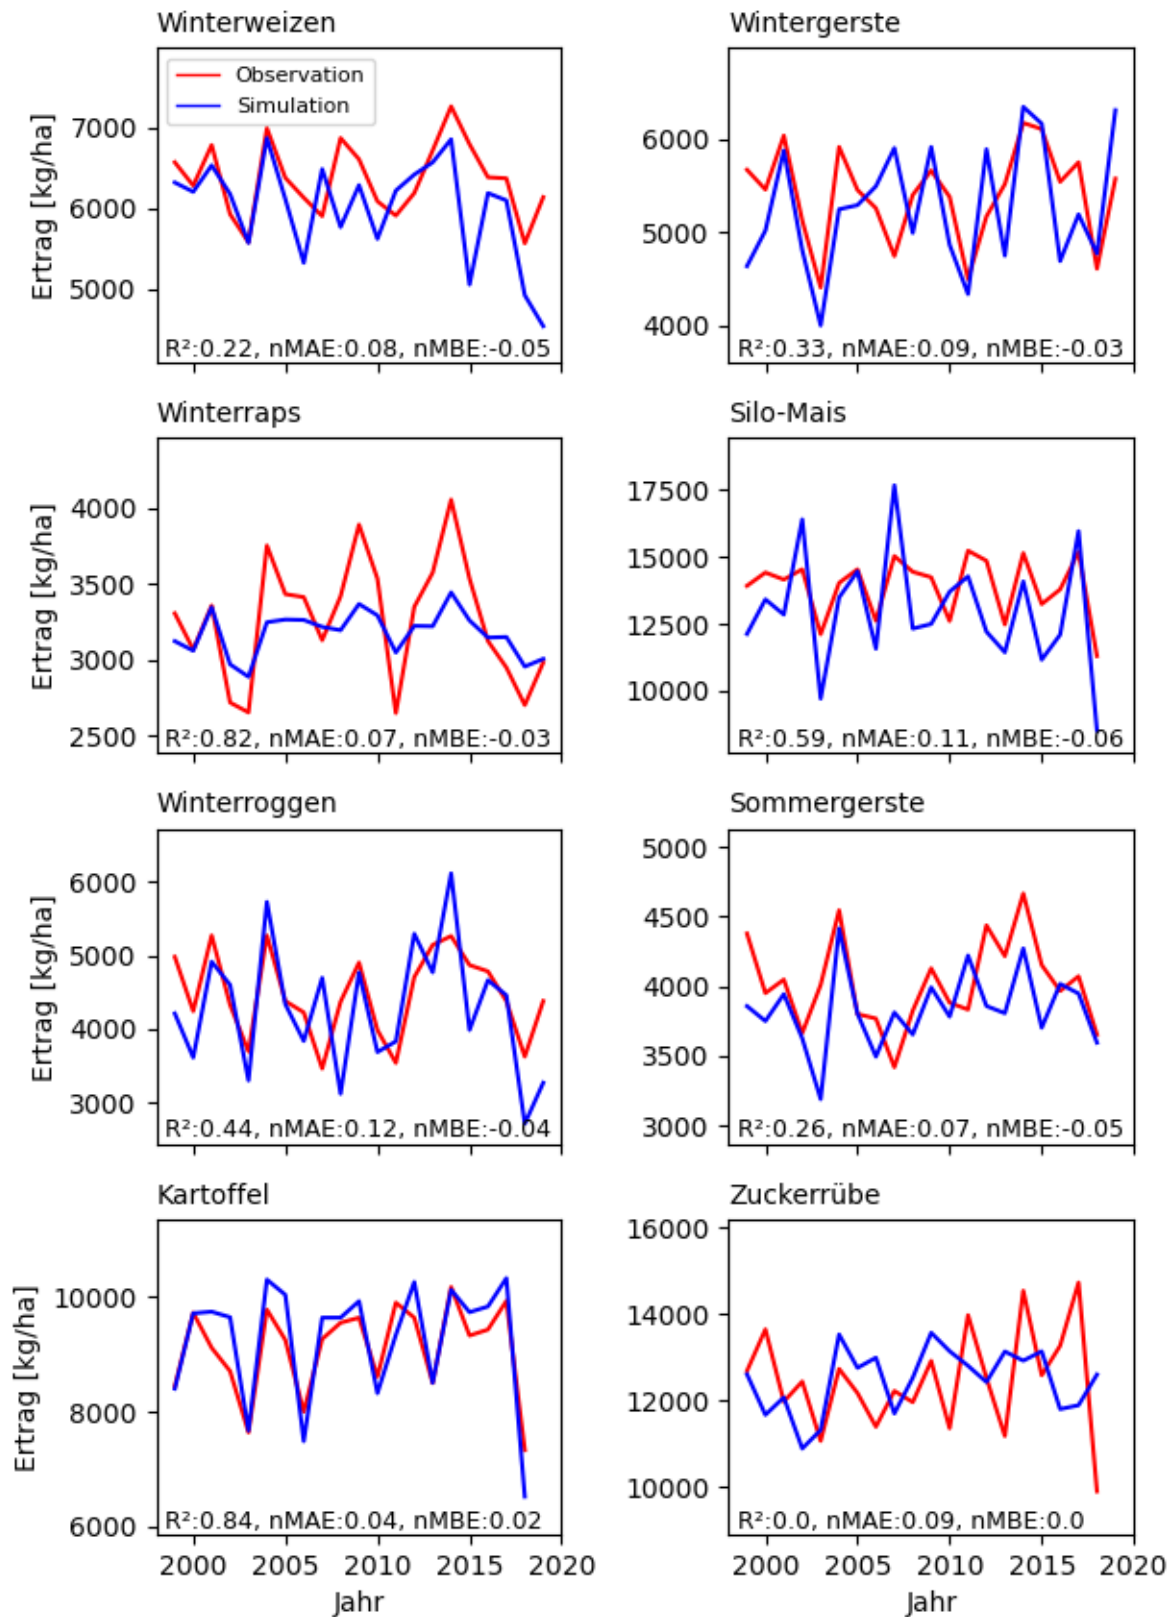 Winterweizen
Observation
Simulation
Ertrag [kg/ha]
7000
6000
5000
R²:0.22, nMAE:0.08, nMBE:-0.05
Wintergerste
6000
5000
4000
R²:0.33, nMAE:0.09, nMBE:-0.03
Winterraps
Ertrag [kg/ha]
4000
3500
3000
2500
R²:0.82, nMAE:0.07, nMBE:-0.03
Silo-Mais
17500
15000
12500
10000
R²:0.59, nMAE:0.11, nMBE:-0.06
Winterroggen
Ertrag [kg/ha]
6000
5000
4000
3000
R²:0.44, nMAE:0.12, nMBE:-0.04
Sommergerste
5000
4500
4000
3500
3000
R²:0.26, nMAE:0.07, nMBE:-0.05
Kartoffel
Ertrag [kg/ha]
10000
8000
6000
R²:0.84, nMAE:0.04, nMBE:0.02
2000 2005 2010 2015 2020
Jahr
Zuckerrübe
16000
14000
12000
10000
R²:0.0, nMAE:0.09, nMBE:0.0
2000 2005 2010 2015 2020
Jahr